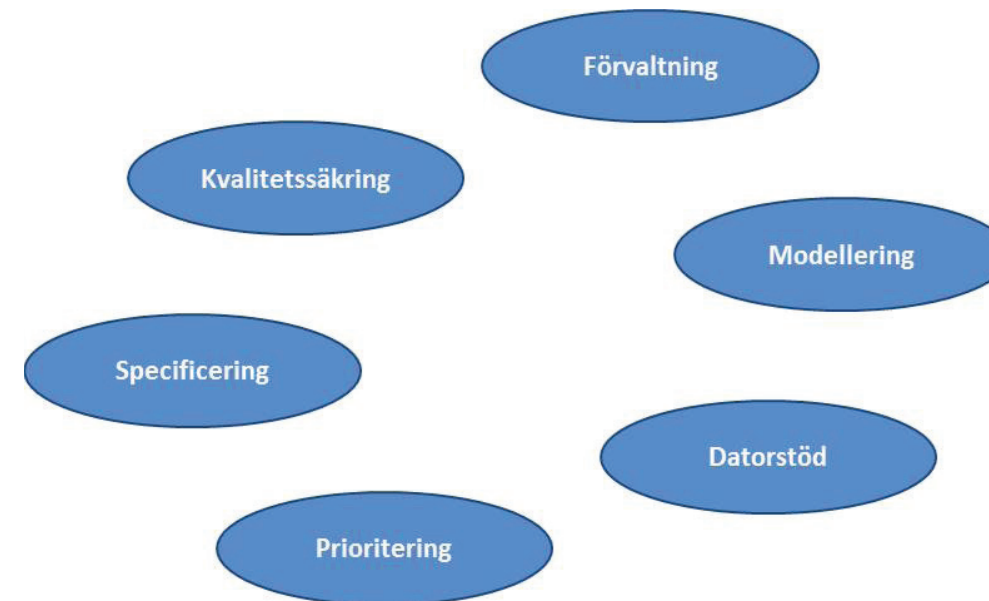 Förvaltning
Kvalitetssäkring
Modellering
Specificering
Datorstöd
Prioritering